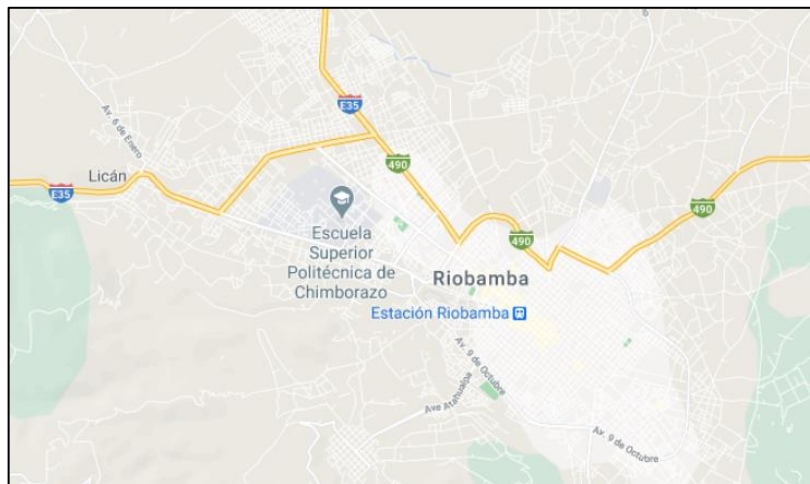 E35
Av. 6 de Enero
490
Licán
E35
490
Escuela
Superior
Politécnica de
Chimborazo
490
Riobamba
Estación Riobamba
Av. 9 de Octubre
Ave Atahualpa
Av. 9 de Octubre